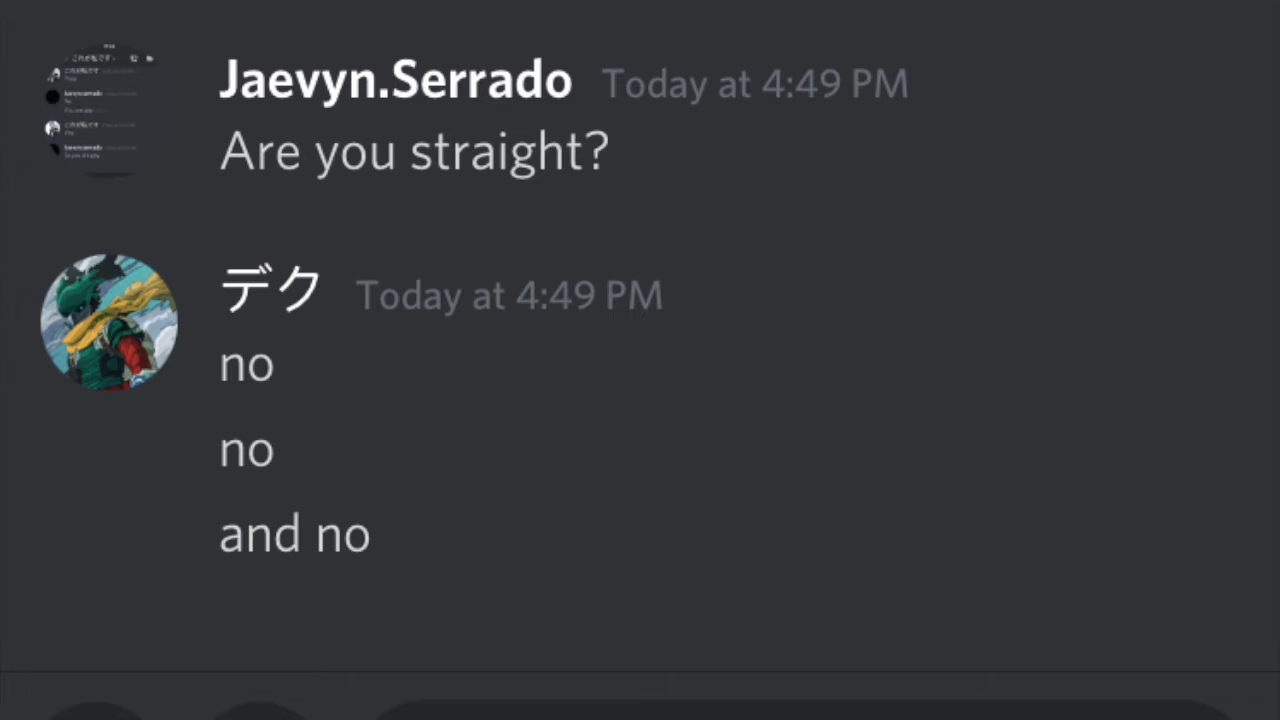 Jaevyn.Serrado Today at 4:49 PM
Are you straight?
デク Today at 4:49 PM
no
no
and no